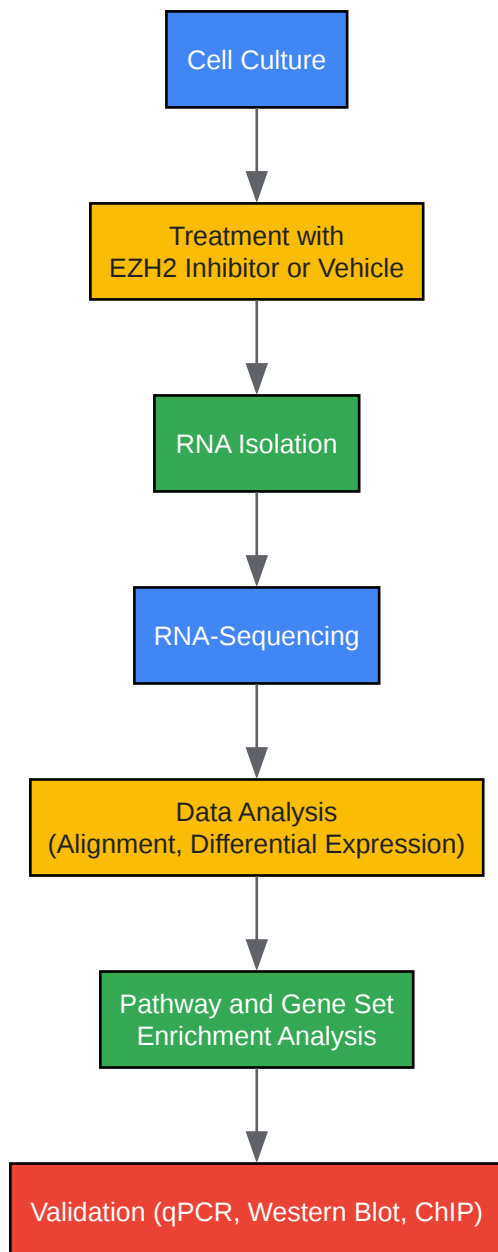 Cell Culture
Treatment with
EZH2 Inhibitor or Vehicle
RNA Isolation
RNA-Sequencing
Data Analysis
(Alignment, Differential Expression)
Pathway and Gene Set
Enrichment Analysis
Validation (qPCR, Western Blot, ChIP)